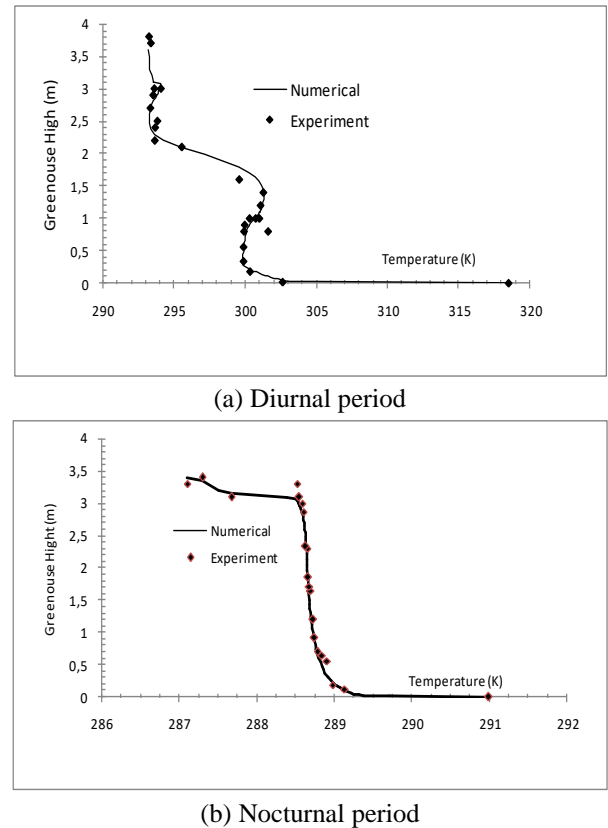 4
3,5
3
2,5
2
1,5
1
0,5
0
Greenouse High (m)
Numerical
Experiment
Temperature (K)
290 295 300 305 310 315 320
(a) Diurnal period
4
3,5
3
2,5
2
1,5
1
0,5
0
Greenouse Hight (m)
Numerical
Experiment
Temperature (K)
286 287 288 289 290 291 292
(b) Nocturnal period